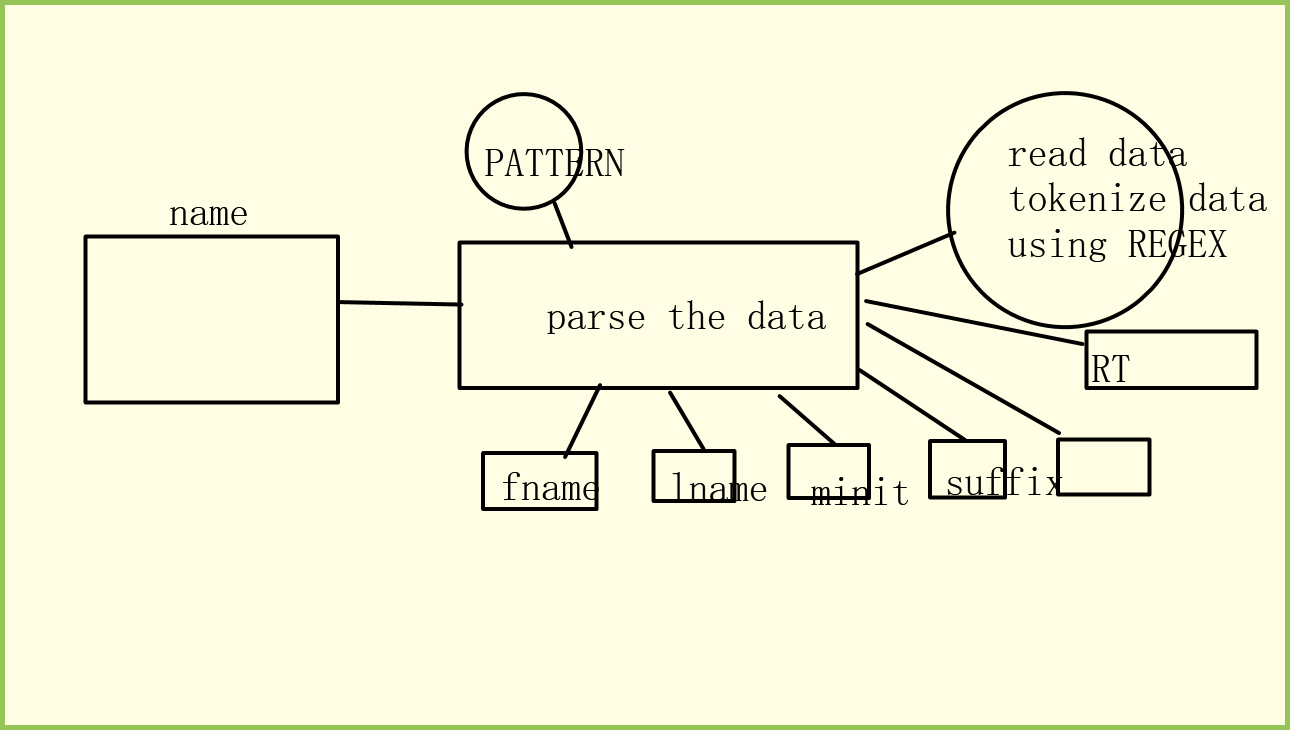 PATTERN
read data
tokenize data
using REGEX
name
parse the data
RT
fname
lname
minit
suffix